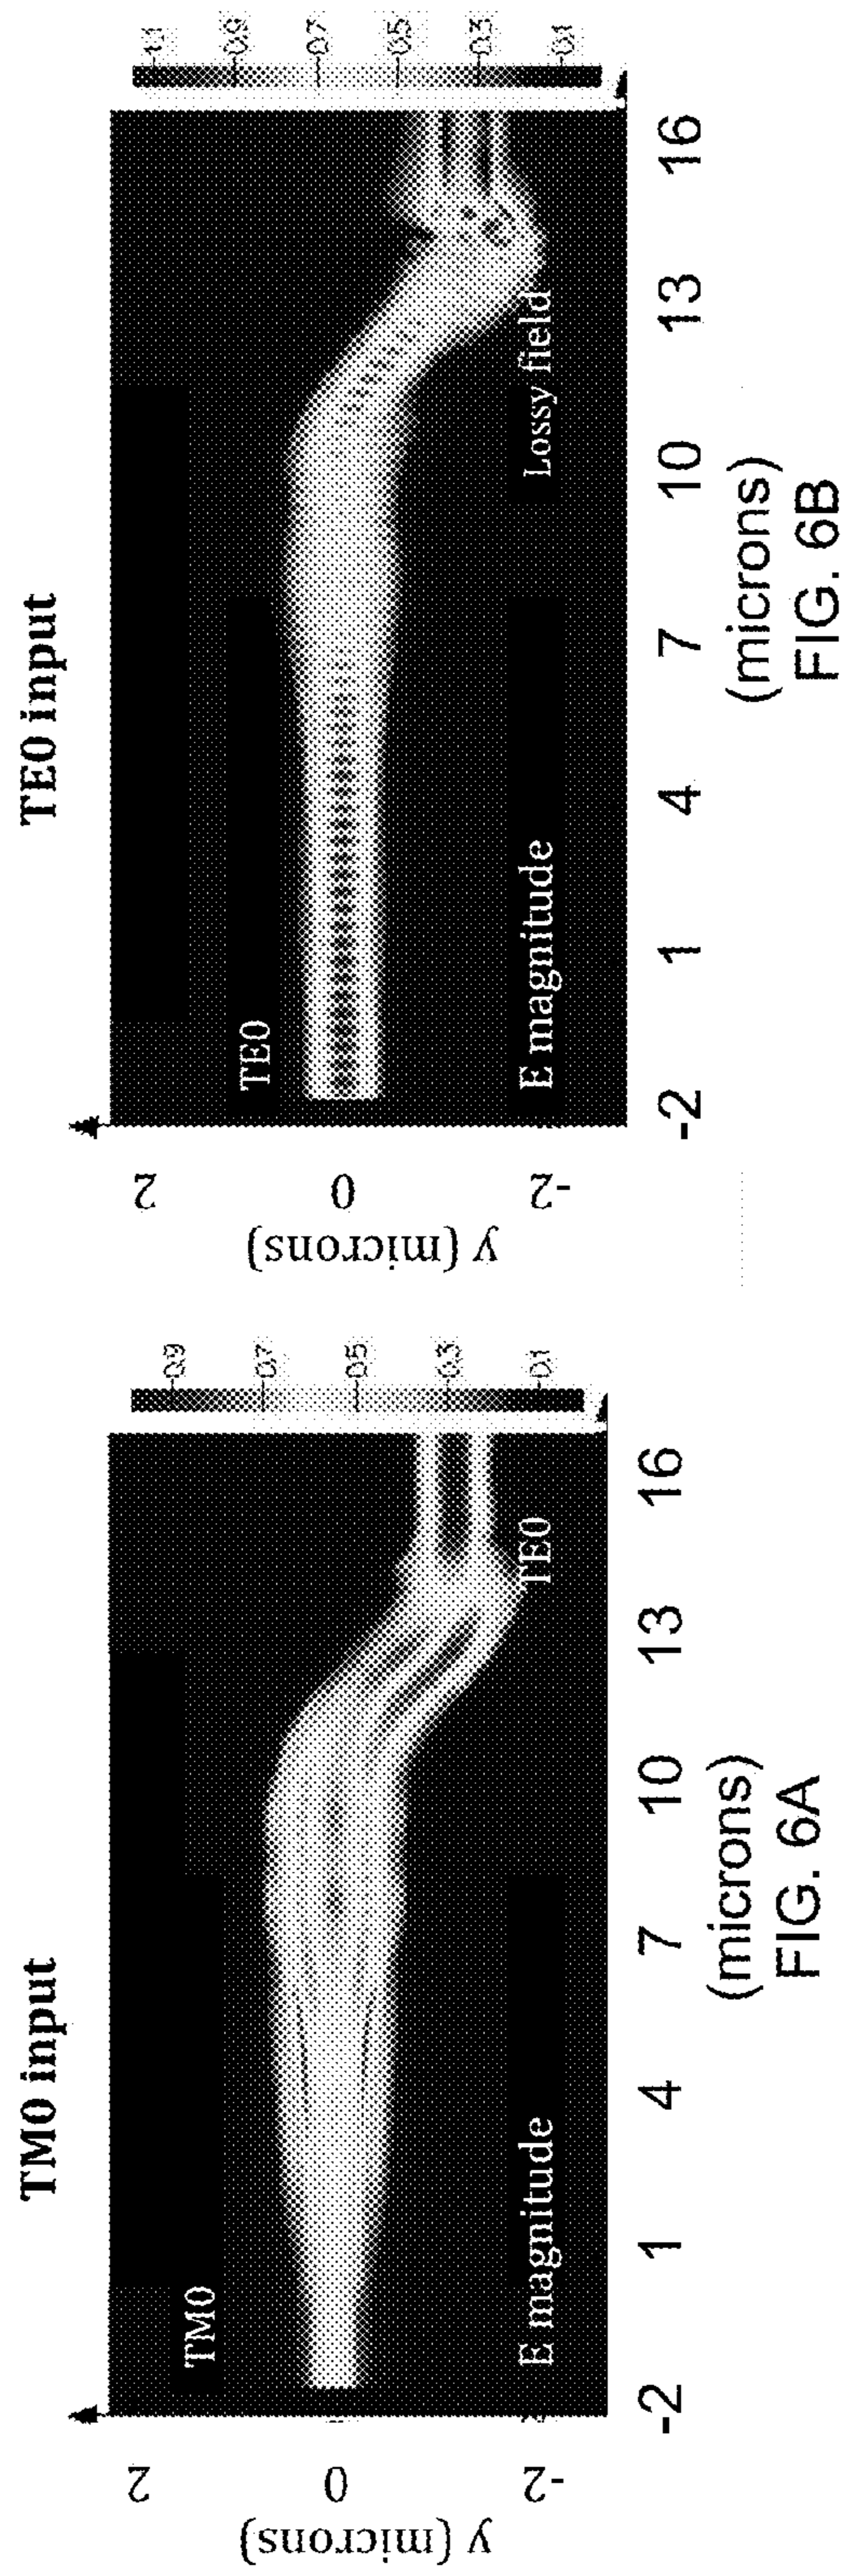 TM0 input
TM0
E magnitude
TE0
0.9
0.7
0.5
0.3
0.1
2
0
-2
y (microns)
-2
1
4
7
10
13
16
(microns)
FIG. 6A
TE0 input
TE0
E magnitude
Lossy field
1.1
0.9
0.7
0.5
0.3
0.1
2
0
-2
y (microns)
-2
1
4
7
10
13
16
(microns)
FIG. 6B